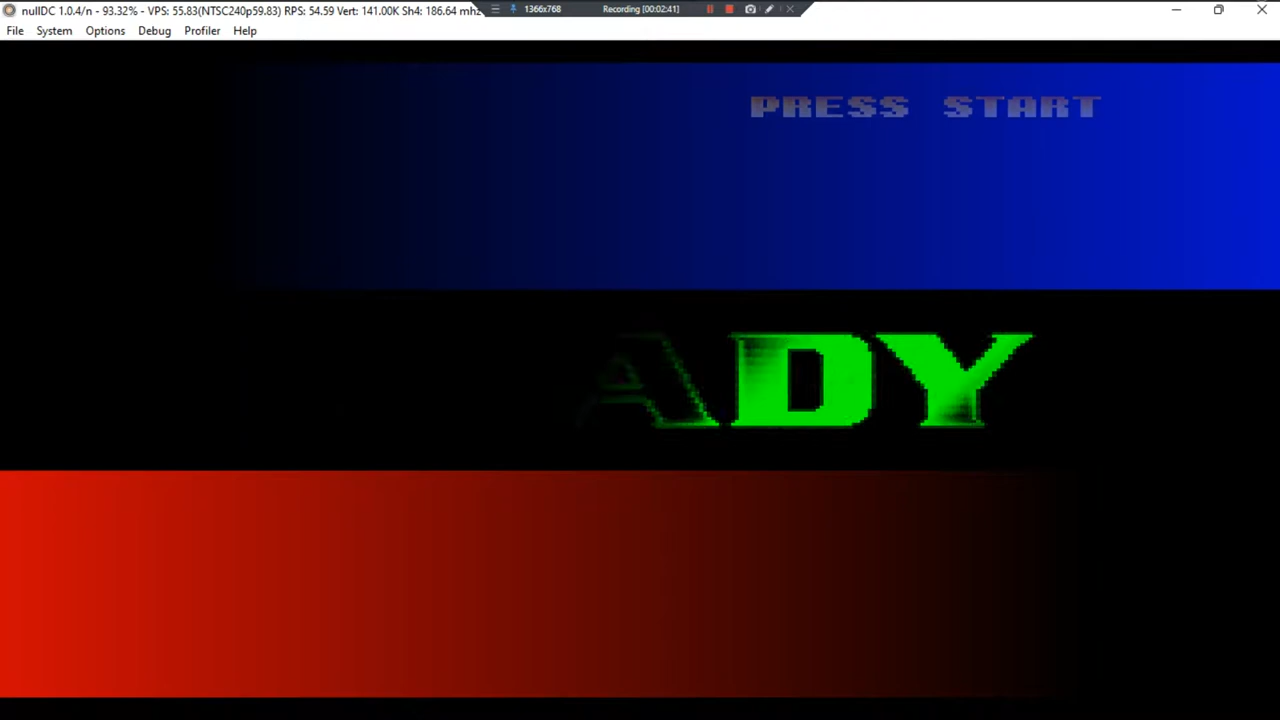 nullDC 1.0.4/n - 93.32% - VPS: 55.83(NTSC240p59.83) RPS: 54.59 Vert: 141.00K Sh4: 186.64 mhz
1366x768
Recording [00:02:41]
File System Options Debug Profiler Help
PRESS START
ADY